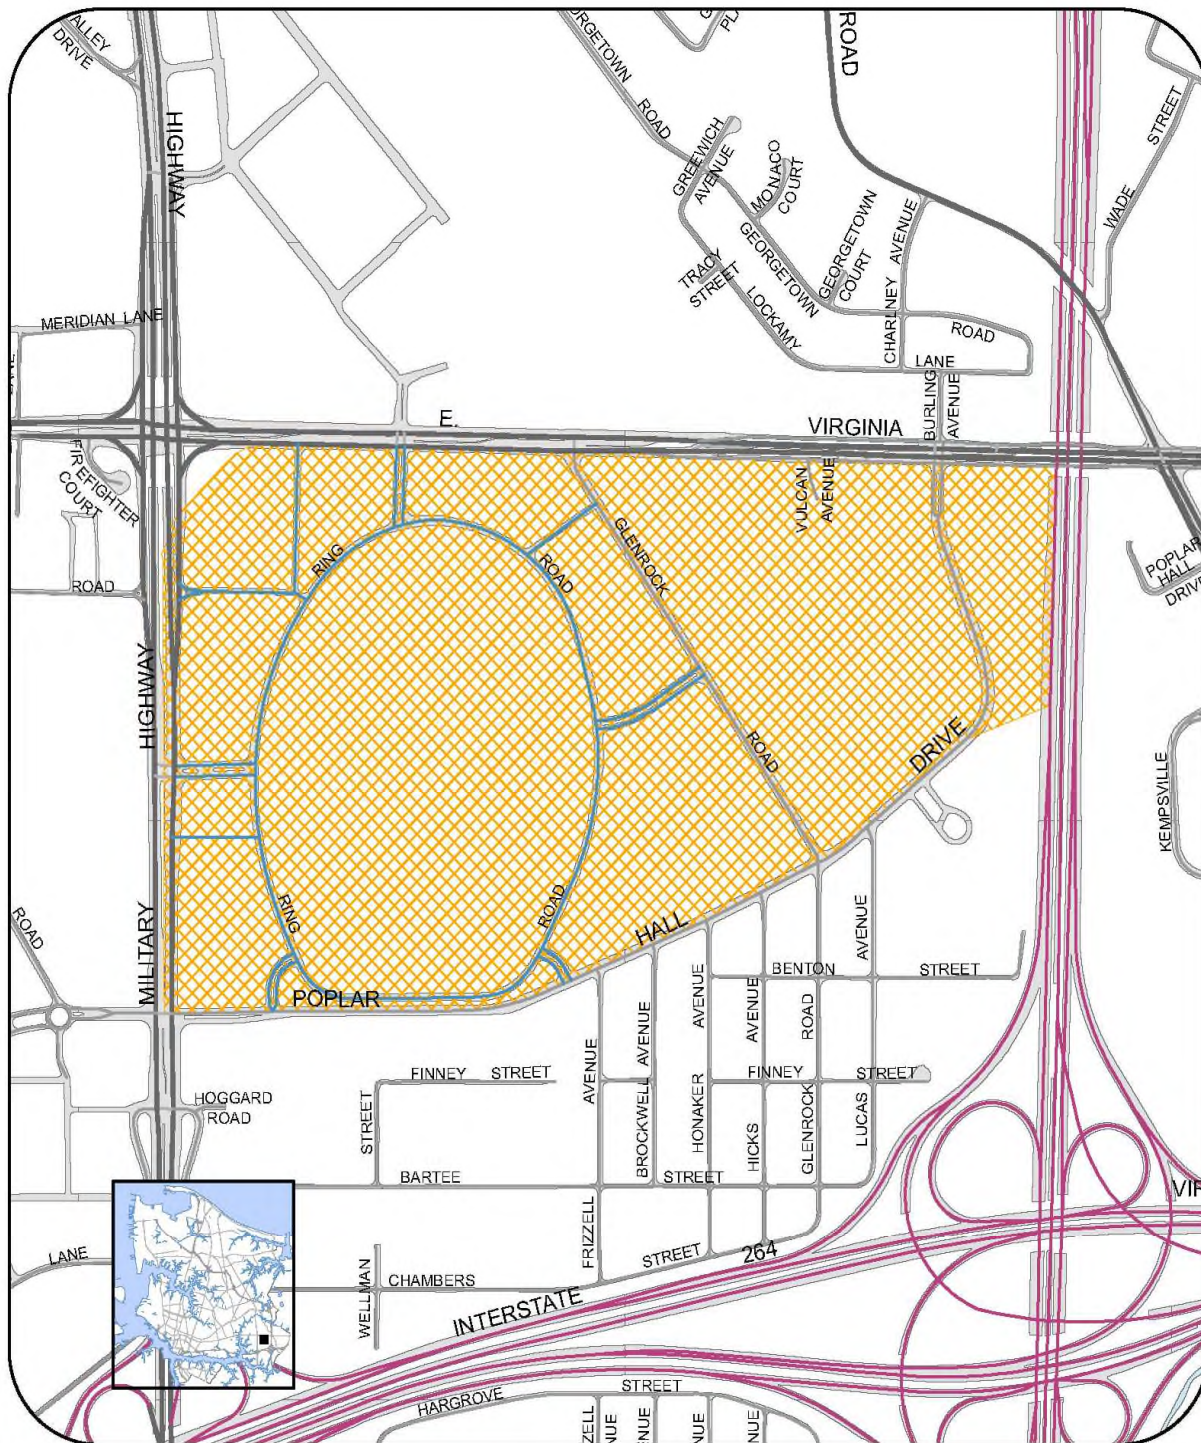 ALLEY
DRIVE
HIGHWAY
ROAD
GEORGETOWN
ROAD
GREEWICH
AVENUE
MONACO
COURT
GEORGETOWN
COURT
GEORGETOWN
CHARLNEY AVENUE
WADE STREET
TRACY
STREET
LOCKAMY
ROAD
LANE
MERIDIAN LANE
BURLING
AVENUE
E.
VIRGINIA
FIREFIGHTER
COURT
VULCAN
AVENUE
GLENROCK
ROAD
RING
ROAD
ROAD
POPLAR
HALL
DRIVE
HIGHWAY
DRIVE
KEMPSVILLE
ROAD
MILITARY
RING
ROAD
HALL
POPLAR
BENTON STREET
AVENUE
AVENUE
AVENUE
ROAD
AVENUE
AVENUE
FINNEY STREET
FINNEY STREET
HOGGARD
ROAD
STREET
BROCKWELL
HONAKER
HICKS
GLENROCK
LUCAS
BARTEE
STREET
FRIZZELL
LANE
WELLMAN
CHAMBERS
STREET
INTERSTATE
264
HARGROVE
STREET